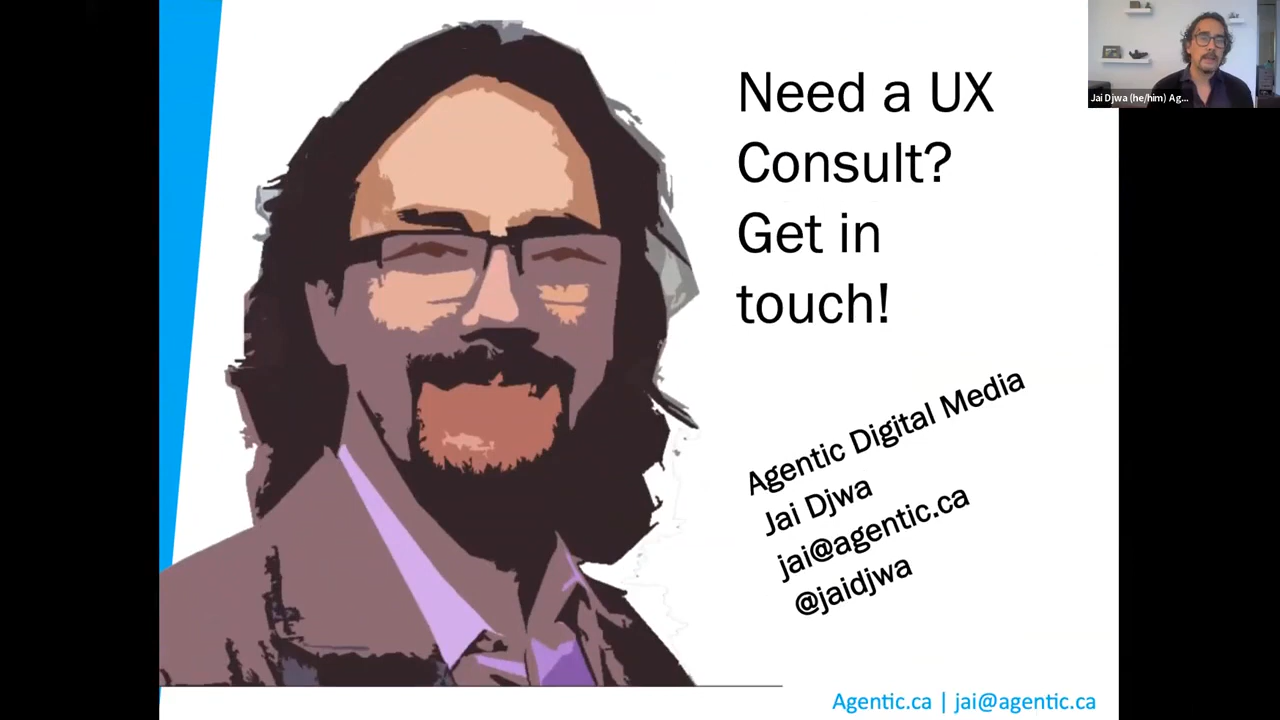 Need a UX
Consult?
Get in
touch!
Agentic Digital Media
Jai Djwa
jai@agentic.ca
@jaidjwa
Agentic.ca | jai@agentic.ca
Jai Djwa (he/him) Ag...